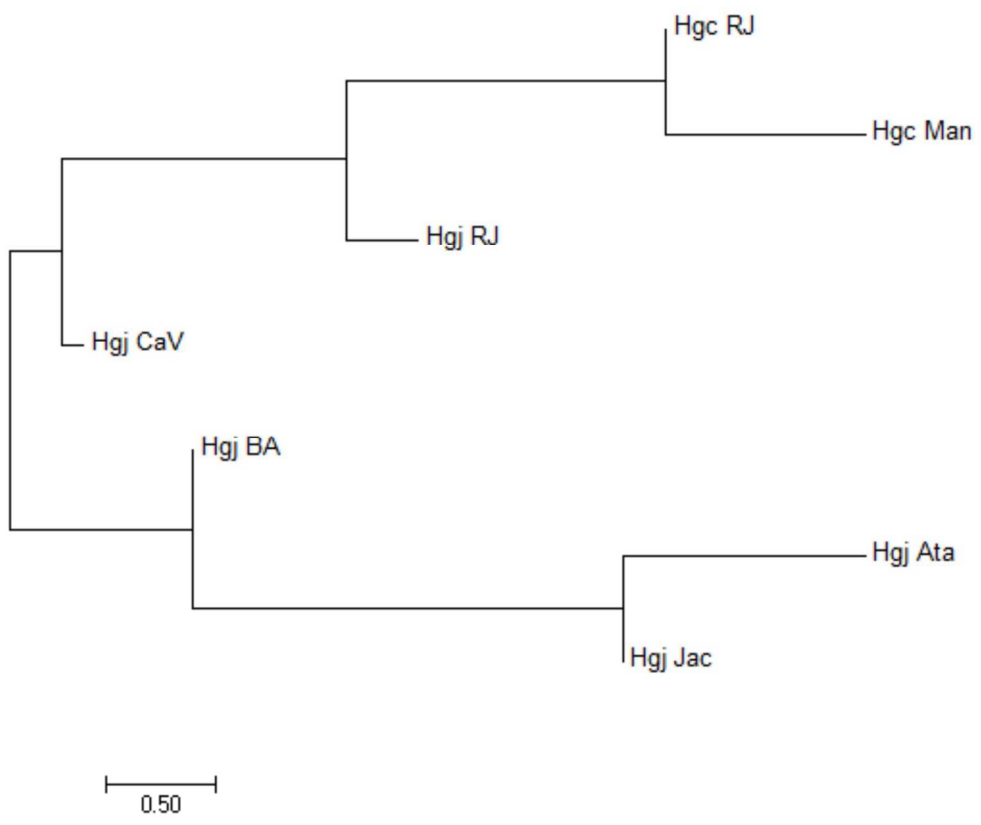 Hgc RJ
Hgc Man
Hgj RJ
Hgj CaV
Hgj BA
Hgj Ata
Hgj Jac
0.50